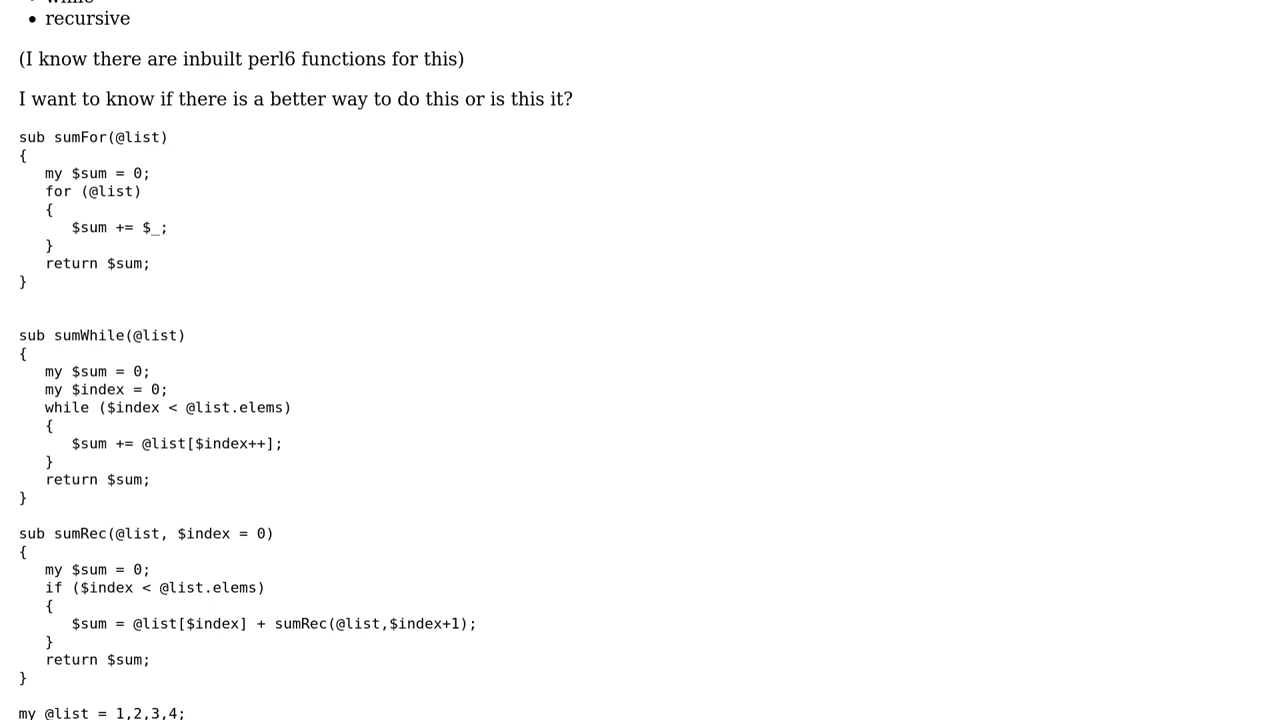 • recursive
(I know there are inbuilt perl6 functions for this)
I want to know if there is a better way to do this or is this it?
sub sumFor(@list)
{
   my $sum = 0;
   for (@list)
   {
      $sum += $_;
   }
   return $sum;
}
sub sumWhile(@list)
{
   my $sum = 0;
   my $index = 0;
   while ($index < @list.elems)
   {
      $sum += @list[$index++];
   }
   return $sum;
}
sub sumRec(@list, $index = 0)
{
   my $sum = 0;
   if ($index < @list.elems)
   {
      $sum = @list[$index] + sumRec(@list,$index+1);
   }
   return $sum;
}
my @list = 1,2,3,4;